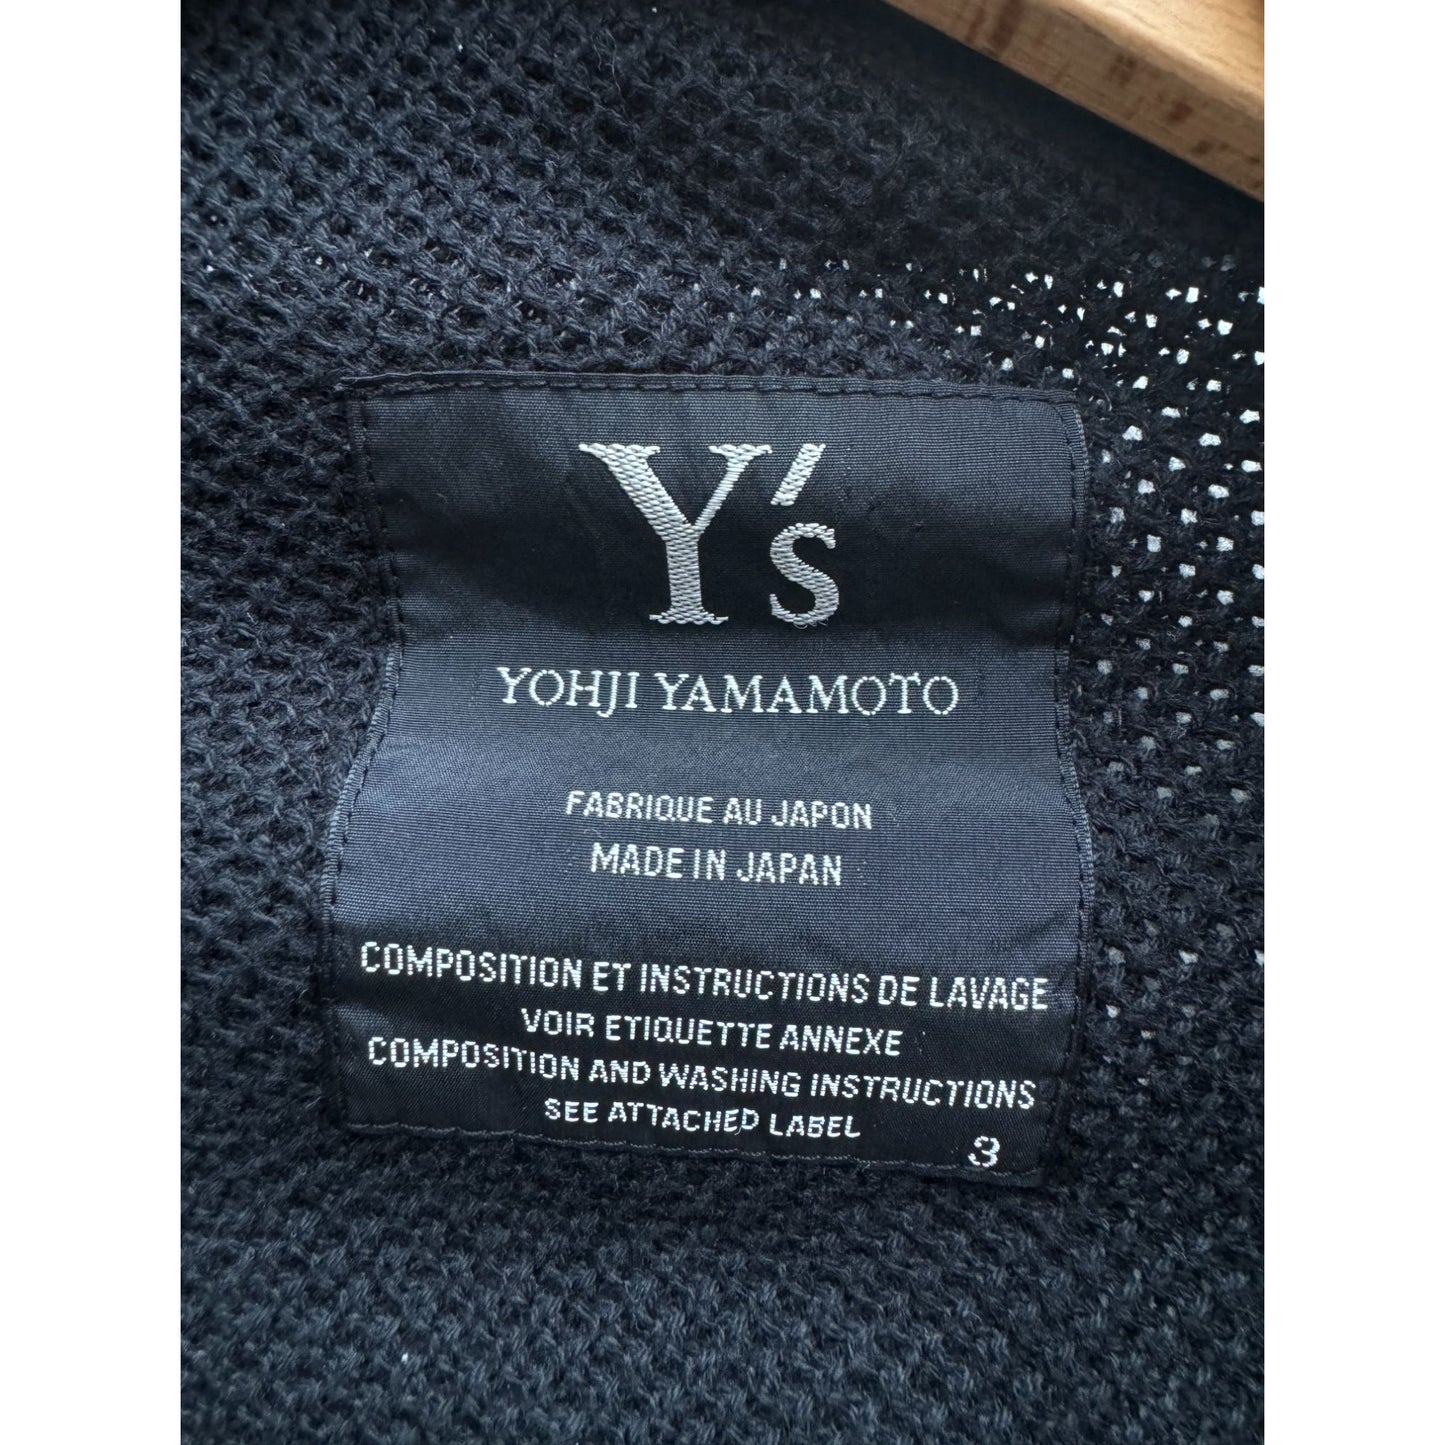 Y's
YOHJI YAMAMOTO
FABRIQUE AU JAPON
MADE IN JAPAN
COMPOSITION ET INSTRUCTIONS DE LAVAGE
VOIR ETIQUETTE ANNEXE
COMPOSITION AND WASHING INSTRUCTIONS
SEE ATTACHED LABEL
3